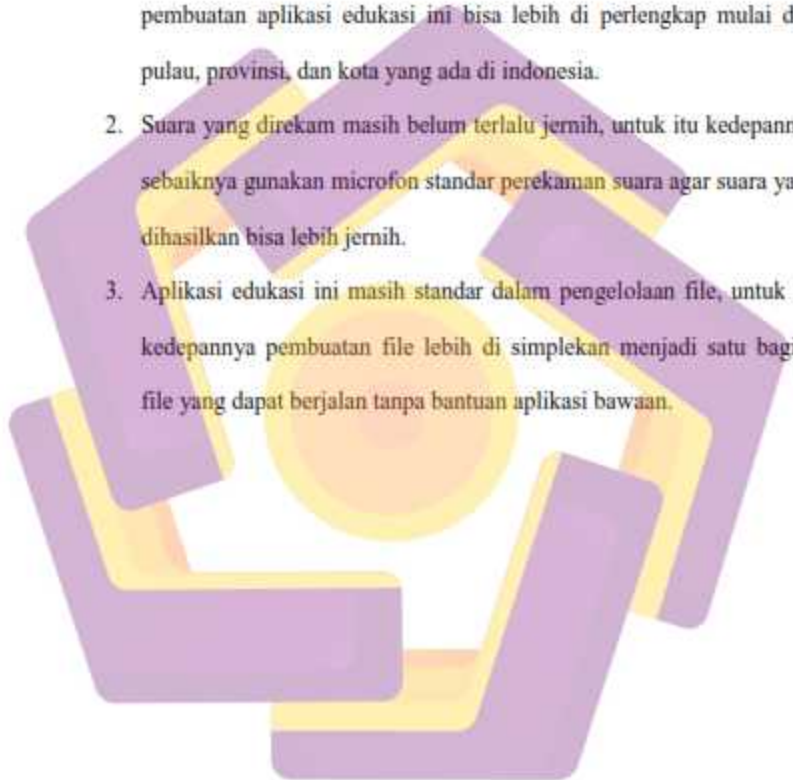 pembuatan aplikasi edukasi ini bisa lebih di perlengkap mulai d
pulau, provinsi, dan kota yang ada di indonesia.
2. Suara yang direkam masih belum terlalu jernih, untuk itu kedepann
sebaiknya gunakan microfon standar perekaman suara agar suara ya
dihasilkan bisa lebih jernih.
3. Aplikasi edukasi ini masih standar dalam pengelolaan file, untuk
kedepannya pembuatan file lebih di simplekan menjadi satu bagi
file yang dapat berjalan tanpa bantuan aplikasi bawaan.